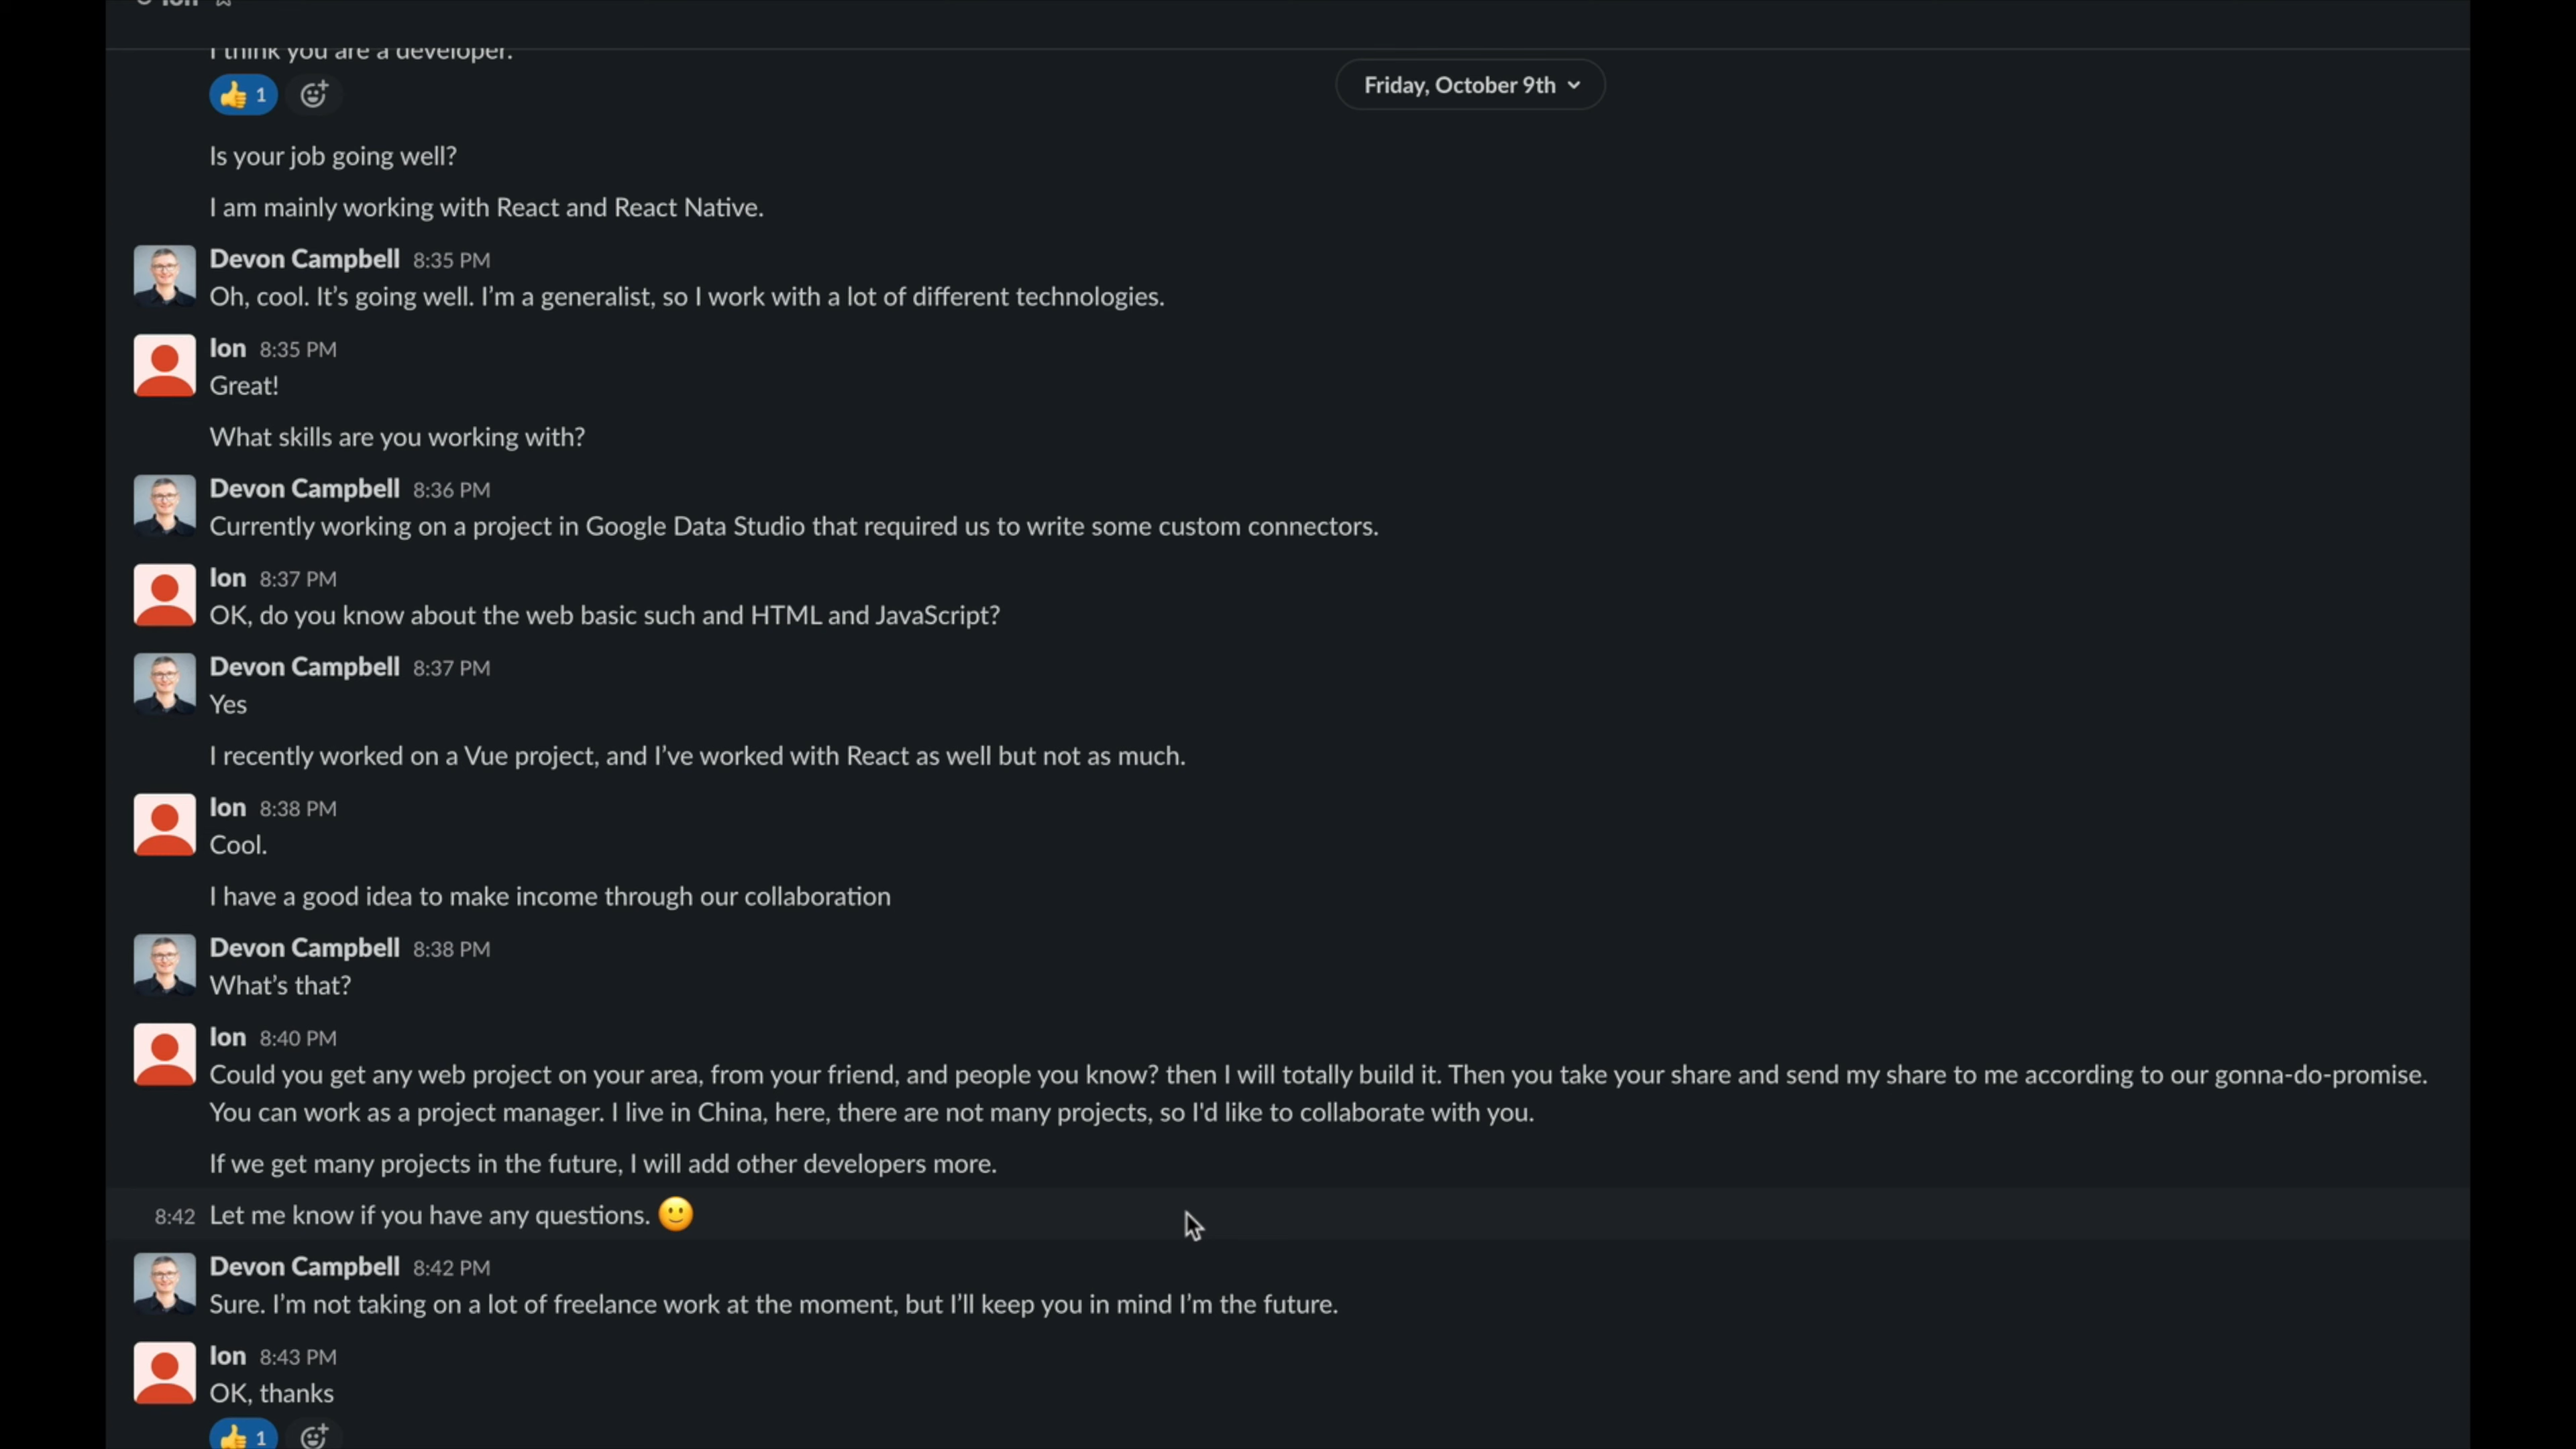 Ion
I think you are a developer.
1
Friday, October 9th
Is your job going well?
I am mainly working with React and React Native.
Devon Campbell 8:35 PM
Oh, cool. It’s going well. I’m a generalist, so I work with a lot of different technologies.
Ion 8:35 PM
Great!
What skills are you working with?
Devon Campbell 8:36 PM
Currently working on a project in Google Data Studio that required us to write some custom connectors.
Ion 8:37 PM
OK, do you know about the web basic such and HTML and JavaScript?
Devon Campbell 8:37 PM
Yes
I recently worked on a Vue project, and I’ve worked with React as well but not as much.
Ion 8:38 PM
Cool.
I have a good idea to make income through our collaboration
Devon Campbell 8:38 PM
What’s that?
Ion 8:40 PM
Could you get any web project on your area, from your friend, and people you know? then I will totally build it. Then you take your share and send my share to me according to our gonna-do-promise.
You can work as a project manager. I live in China, here, there are not many projects, so I'd like to collaborate with you.
If we get many projects in the future, I will add other developers more.
8:42 Let me know if you have any questions. 🙂
Devon Campbell 8:42 PM
Sure. I’m not taking on a lot of freelance work at the moment, but I’ll keep you in mind I’m the future.
Ion 8:43 PM
OK, thanks
1